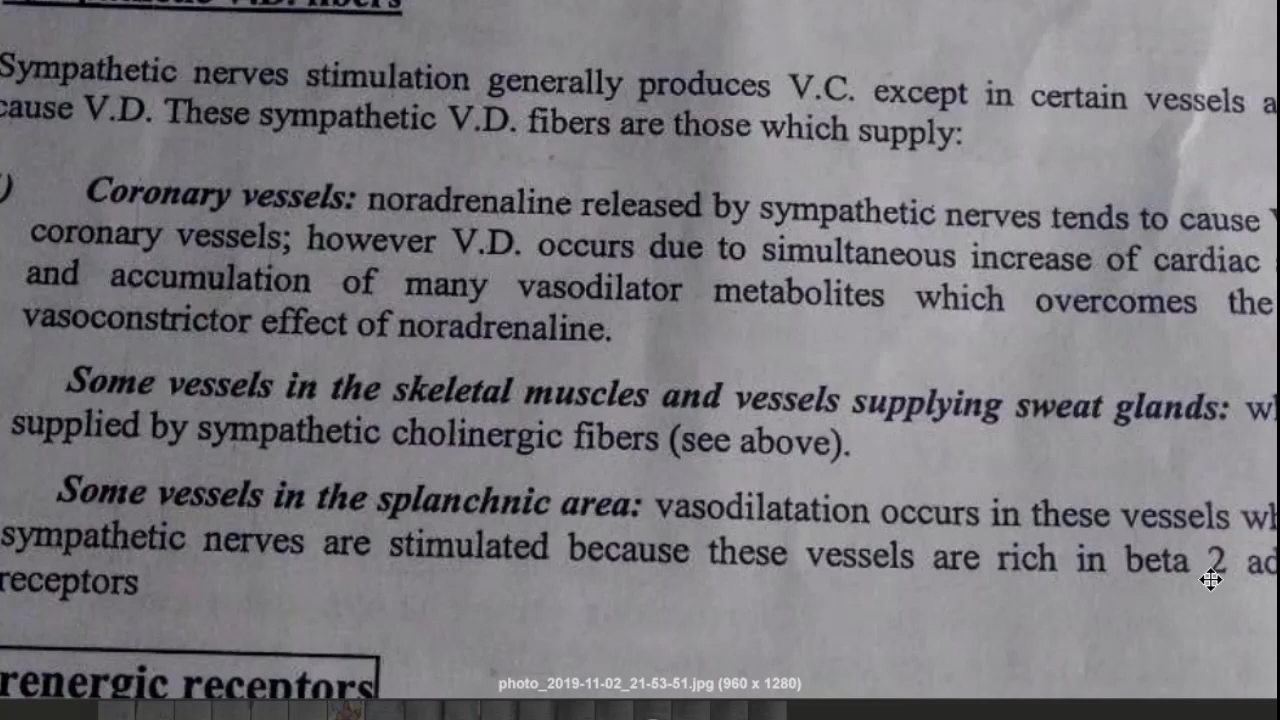 V.D. fibers
Sympathetic nerves stimulation generally produces V.C. except in certain vessels
cause V.D. These sympathetic V.D. fibers are those which supply:
) Coronary vessels: noradrenaline released by sympathetic nerves tends to cause
coronary vessels; however V.D. occurs due to simultaneous increase of cardiac
and accumulation of many vasodilator metabolites which overcomes the
vasoconstrictor effect of noradrenaline.
Some vessels in the skeletal muscles and vessels supplying sweat glands:
supplied by sympathetic cholinergic fibers (see above).
Some vessels in the splanchnic area: vasodilatation occurs in these vessels
sympathetic nerves are stimulated because these vessels are rich in beta 2
receptors
renergic receptors
photo_2019-11-02_21-53-51.jpg (960 x 1280)